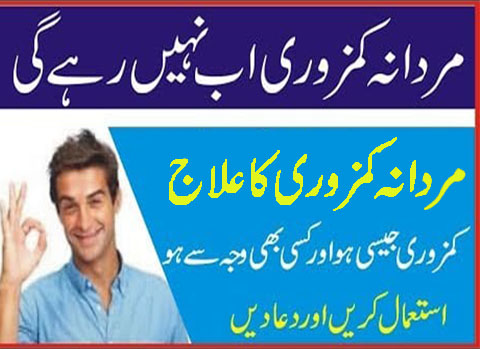 مردانہ کمزوری اب نہیں رہے گی
مردانہ کمزوری کا علاج
کمزوری جیسی ہو اور کسی بھی وجہ سے ہو
استعمال کریں اور دعا دیں